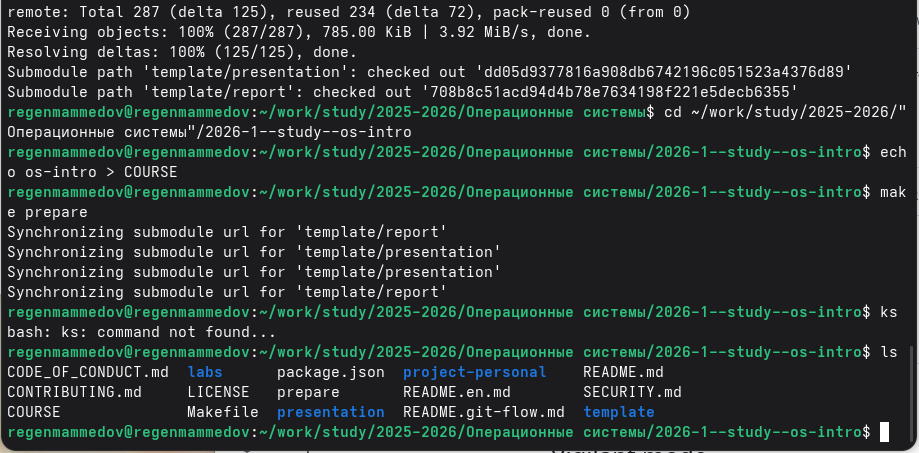 remote: Total 287 (delta 125), reused 234 (delta 72), pack-reused 0 (from 0)
Receiving objects: 100% (287/287), 785.00 KiB | 3.92 MiB/s, done.
Resolving deltas: 100% (125/125), done.
Submodule path 'template/presentation': checked out 'dd05d9377816a908db6742196c051523a4376d89'
Submodule path 'template/report': checked out '708b8c51acd94d4b78e7634198f221e5decb6355'
regenmammedov@regenmammedov:~/work/study/2025-2026/Операционные системы$ cd ~/work/study/2025-2026/"
Операционные системы"/2026-1--study--os-intro
regenmammedov@regenmammedov:~/work/study/2025-2026/Операционные системы/2026-1--study--os-intro$ ech
o os-intro > COURSE
regenmammedov@regenmammedov:~/work/study/2025-2026/Операционные системы/2026-1--study--os-intro$ mak
e prepare
Synchronizing submodule url for 'template/report'
Synchronizing submodule url for 'template/presentation'
Synchronizing submodule url for 'template/presentation'
Synchronizing submodule url for 'template/report'
regenmammedov@regenmammedov:~/work/study/2025-2026/Операционные системы/2026-1--study--os-intro$ ks
bash: ks: command not found...
regenmammedov@regenmammedov:~/work/study/2025-2026/Операционные системы/2026-1--study--os-intro$ ls
CODE_OF_CONDUCT.md labs package.json project-personal README.md
CONTRIBUTING.md LICENSE prepare README.en.md SECURITY.md
COURSE Makefile presentation README.git-flow.md template
regenmammedov@regenmammedov:~/work/study/2025-2026/Операционные системы/2026-1--study--os-intro$